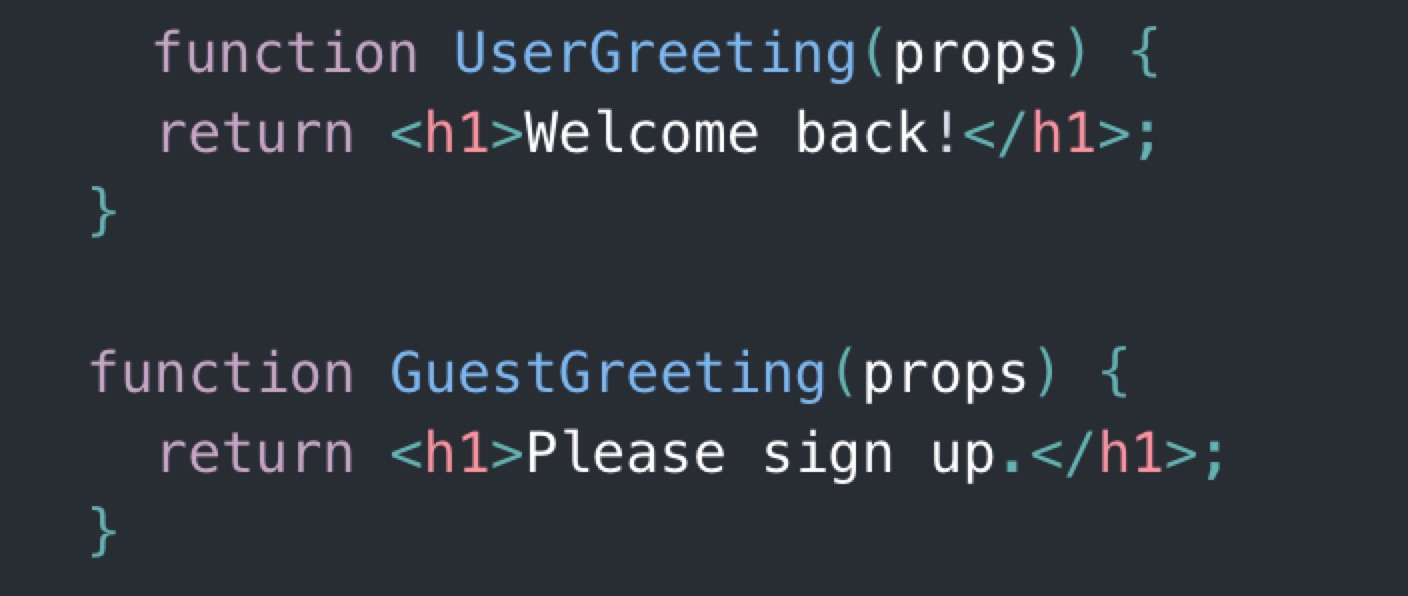 function UserGreeting(props) {
return <h1>Welcome back!</h1>;
}
function GuestGreeting(props) {
return <h1>Please sign up.</h1>;
}